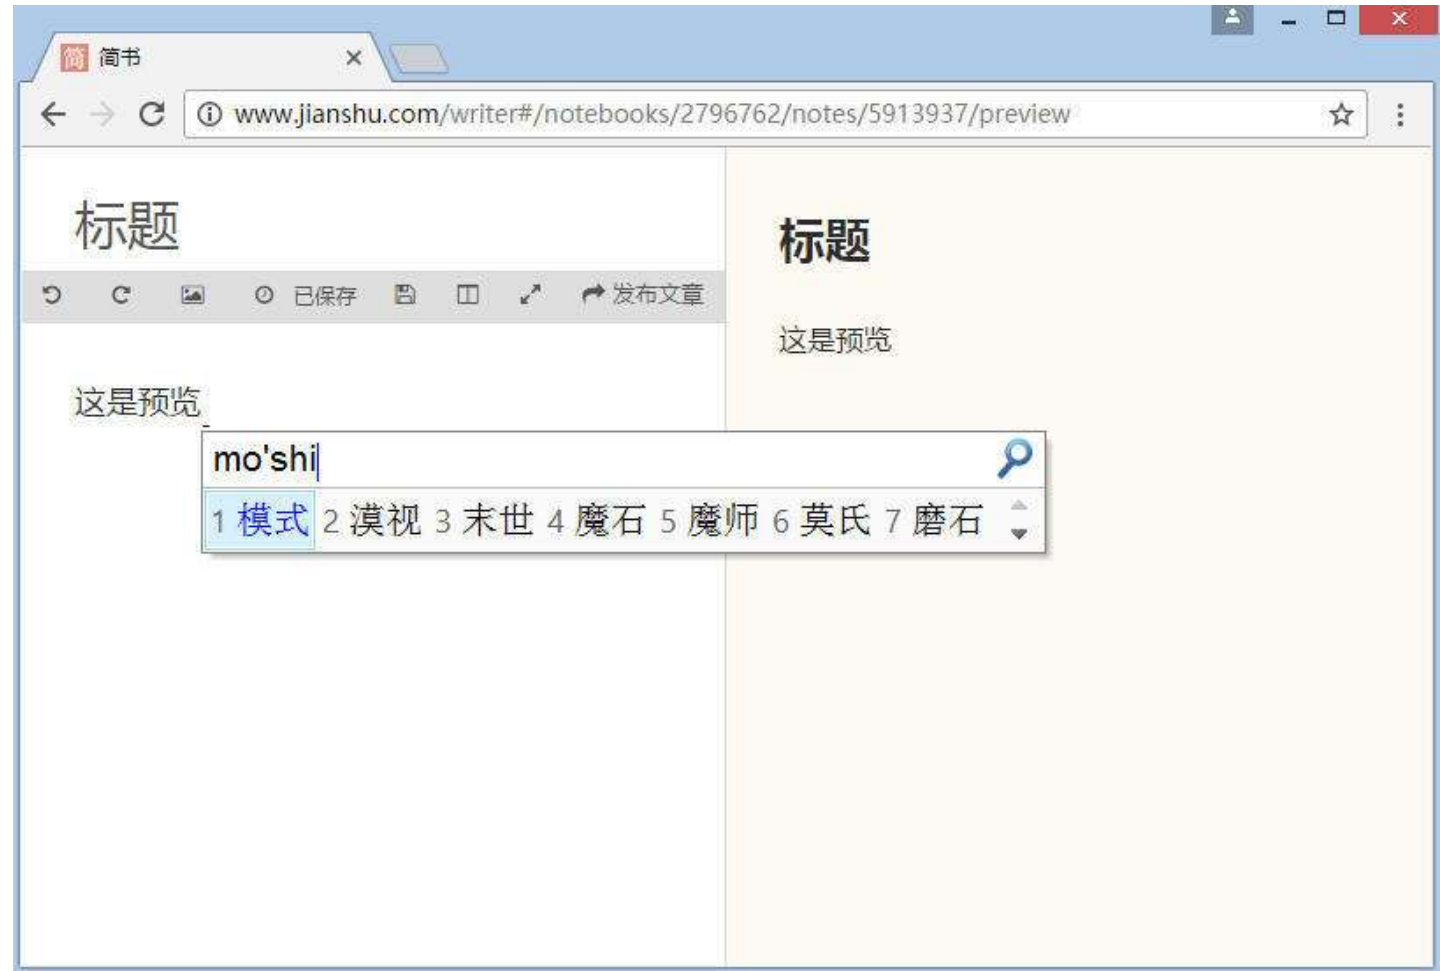 简 简书
www.jianshu.com/writer#/notebooks/2796762/notes/5913937/preview
标题
已保存 发布文章
这是预览
标题
这是预览
mo'shi
1 模式 2 漠视 3 末世 4 魔石 5 魔师 6 莫氏 7 磨石